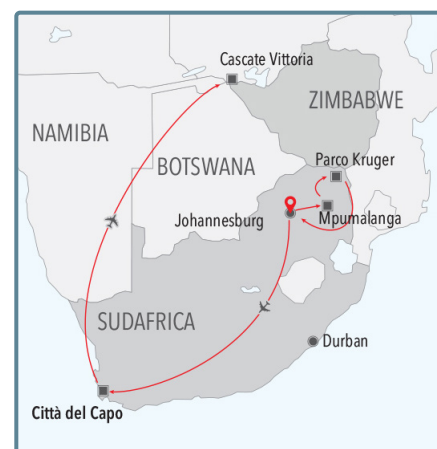 Cascate Vittoria
ZIMBABWE
NAMIBIA
BOTSWANA
Parco Kruger
Johannesburg
Mpumalanga
SUDAFRICA
Durban
Città del Capo